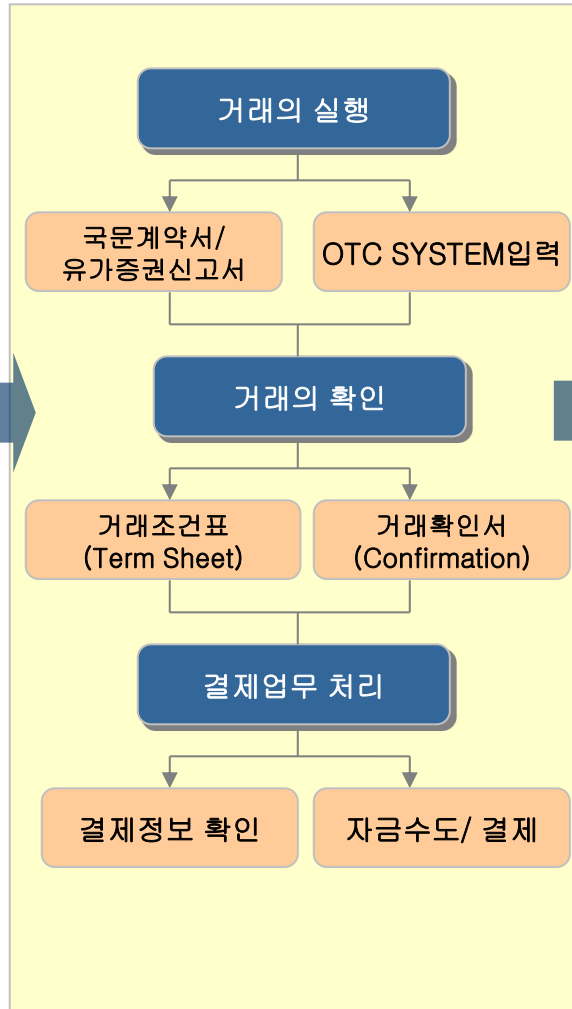 거래의 실행
국문계약서/
유가증권신고서
OTC SYSTEM입력
거래의 확인
거래조건표
(Term Sheet)
거래확인서
(Confirmation)
결제업무 처리
결제정보 확인
자금수도/ 결제